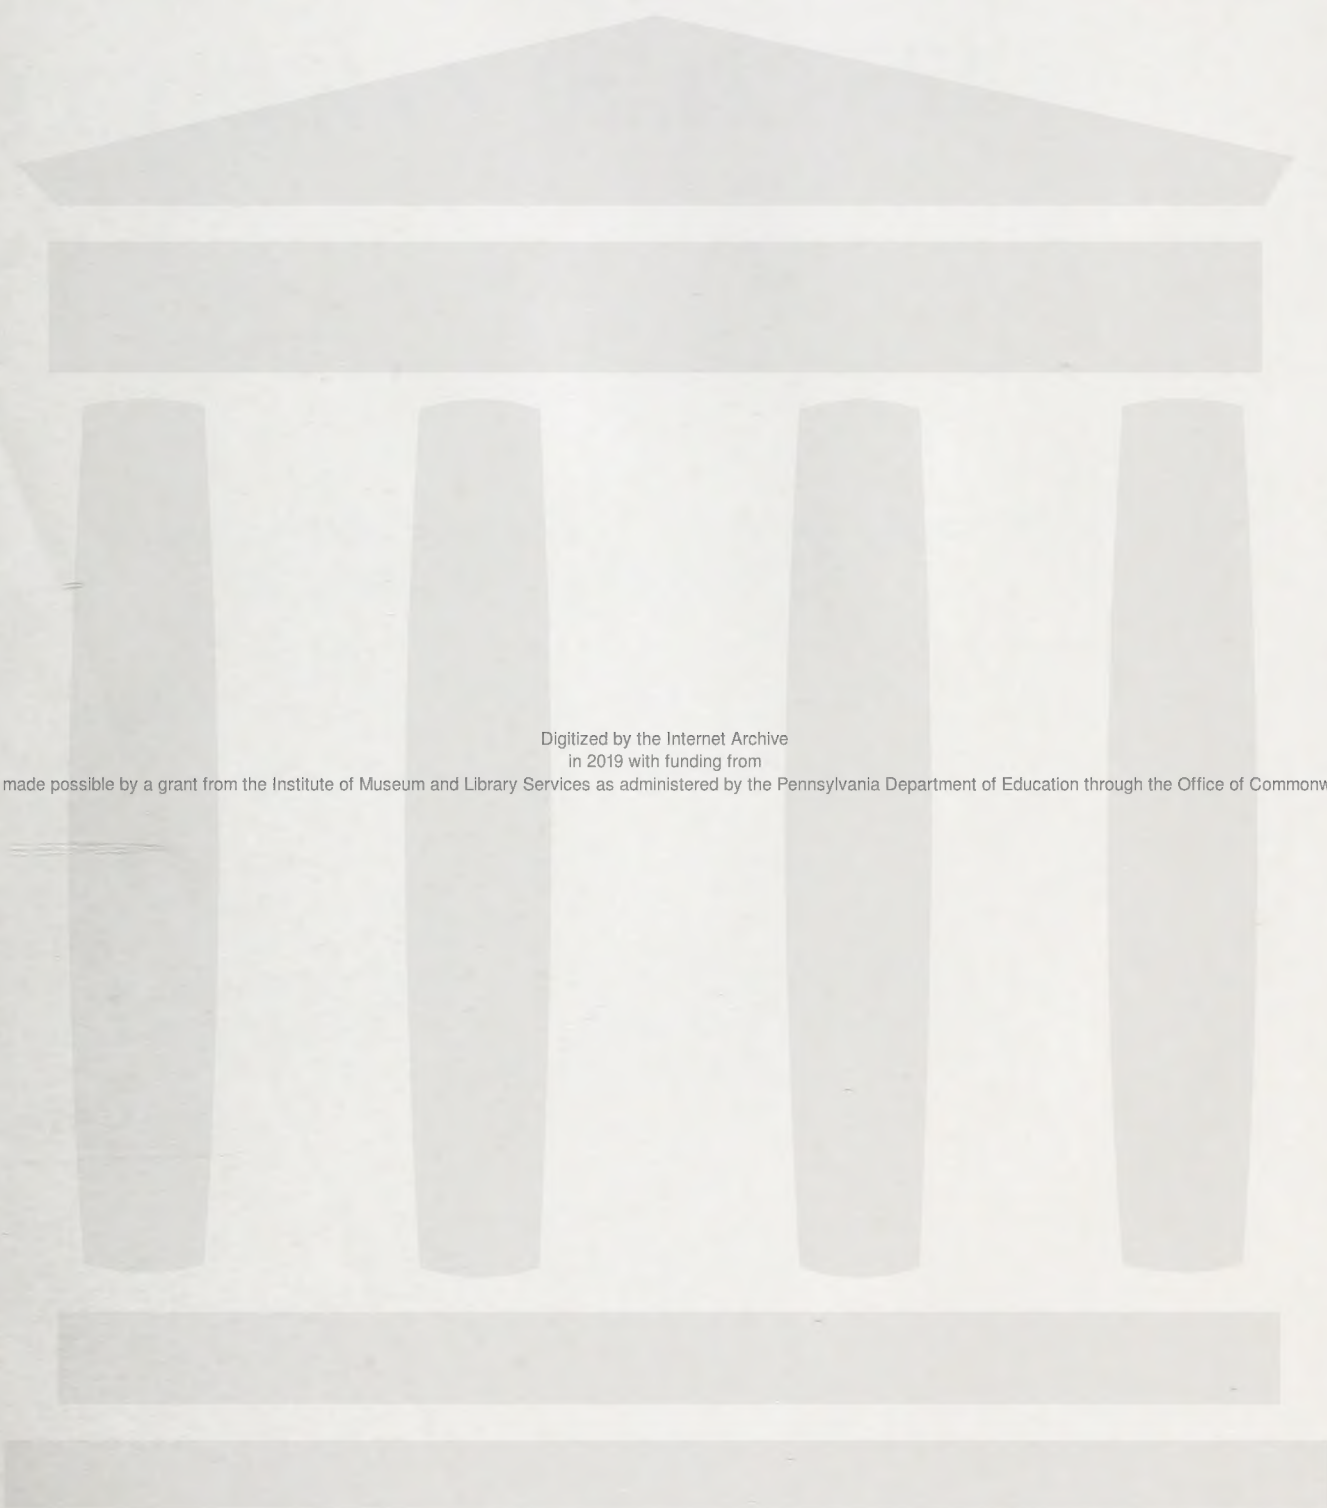 Digitized by the Internet Archive
in 2019 with funding from
made possible by a grant from the Institute of Museum and Library Services as administered by the Pennsylvania Department of Education through the Office of